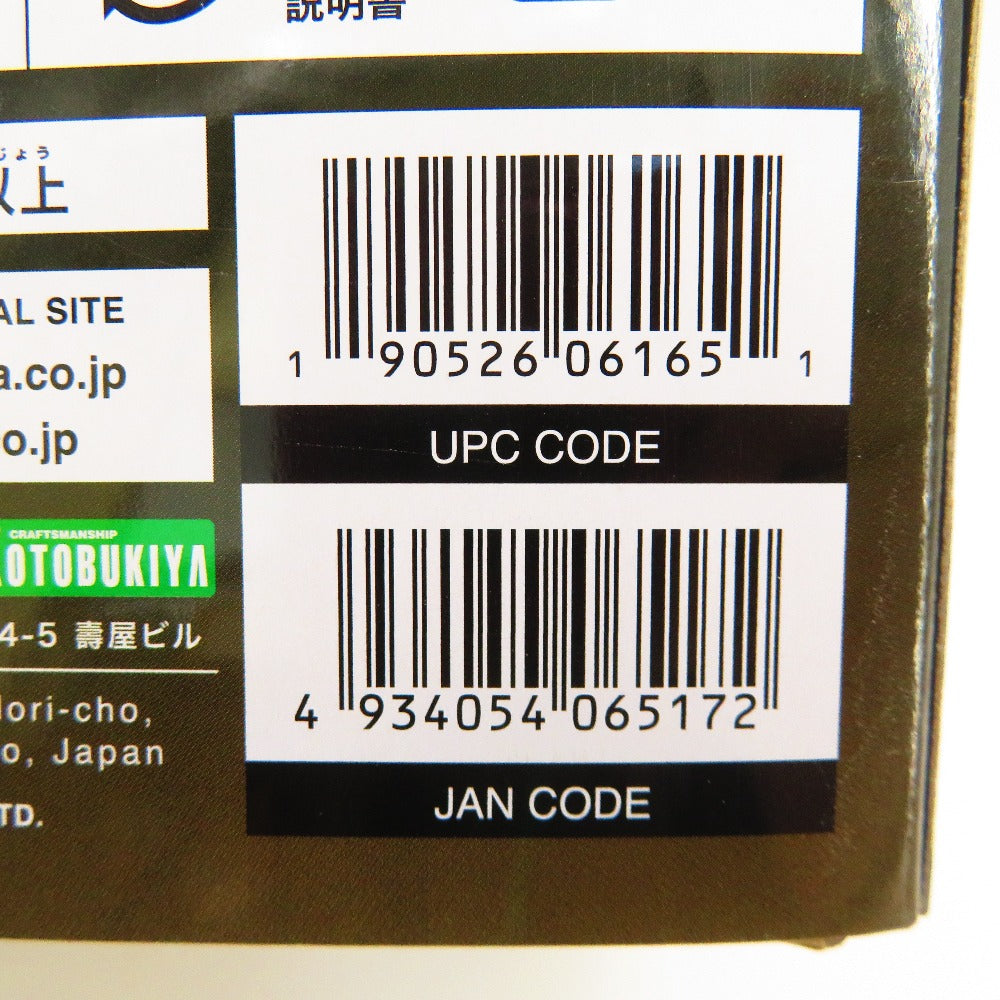 説明書
じょう
以上
AL SITE
a.co.jp
o.jp
CRAFTSMANSHIP
KOTOBUKIYA
4-5 壽屋ビル
dori-cho,
o, Japan
TD.
1 90526 06165 1
UPC CODE
4 934054 065172
JAN CODE